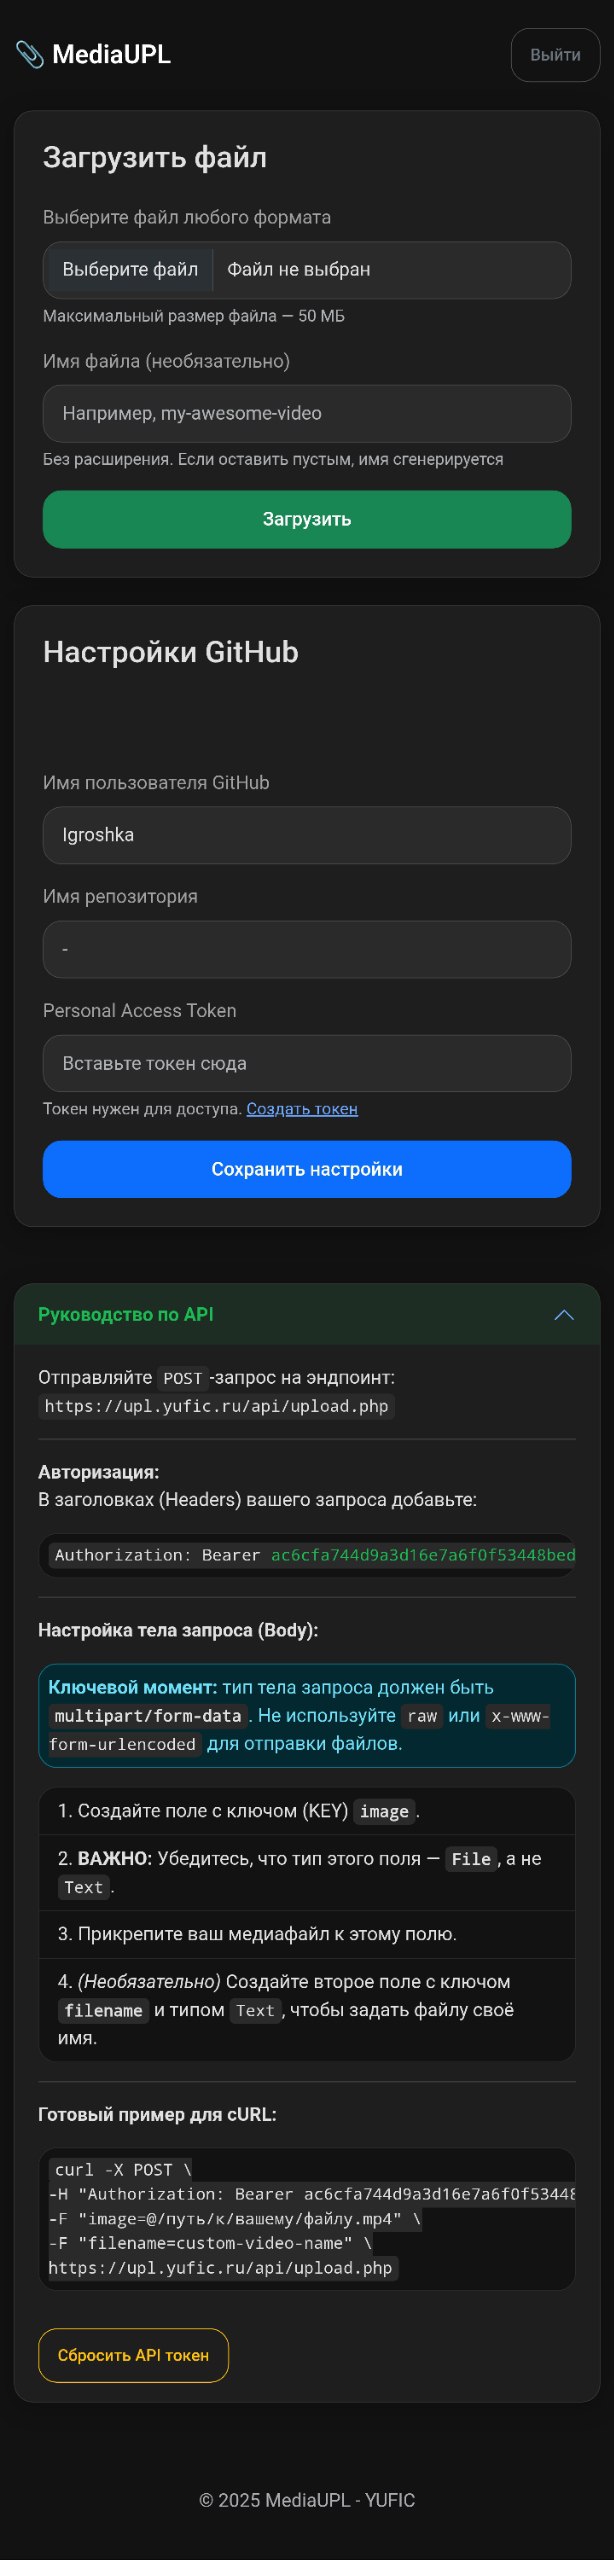 📎 MediaUPL
Выйти
Загрузить файл
Выберите файл любого формата
Выберите файл Файл не выбран
Максимальный размер файла — 50 МБ
Имя файла (необязательно)
Например, my-awesome-video
Без расширения. Если оставить пустым, имя сгенерируется
Загрузить
Настройки GitHub
Имя пользователя GitHub
Igroshka
Имя репозитория
-
Personal Access Token
Вставьте токен сюда
Токен нужен для доступа. Создать токен
Сохранить настройки
Руководство по API
Отправляйте POST -запрос на эндпоинт:
https://upl.yufic.ru/api/upload.php
Авторизация:
В заголовках (Headers) вашего запроса добавьте:
Authorization: Bearer ac6cfa744d9a3d16e7a6f0f53448bed
Настройка тела запроса (Body):
Ключевой момент: тип тела запроса должен быть
multipart/form-data. Не используйте raw или x-www-
form-urlencoded для отправки файлов.
1. Создайте поле с ключом (KEY) image.
2. ВАЖНО: Убедитесь, что тип этого поля — File, а не
Text.
3. Прикрепите ваш медиафайл к этому полю.
4. (Необязательно) Создайте второе поле с ключом
filename и типом Text, чтобы задать файлу своё
имя.
Готовый пример для cURL:
curl -X POST \
-H "Authorization: Bearer ac6cfa744d9a3d16e7a6f0f53448
-F "image=@/путь/к/вашему/файлу.mp4" \
-F "filename=custom-video-name" \
https://upl.yufic.ru/api/upload.php
Сбросить API токен
© 2025 MediaUPL - YUFIC